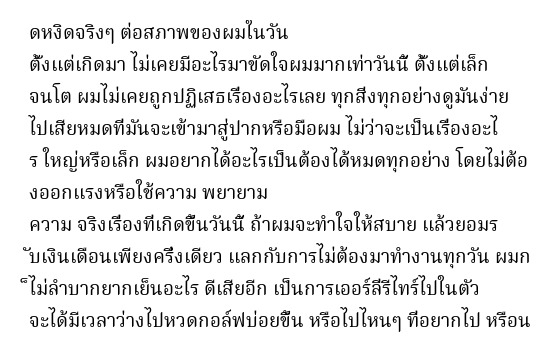 ดหงิดจริงๆ ต่อสภาพของผมในวัน
ตั้งแต่เกิดมา ไม่เคยมีอะไรมาขัดใจผมมากเท่าวันนี้ ตั้งแต่เล็ก
จนโต ผมไม่เคยถูกปฏิเสธเรื่องอะไรเลย ทุกสิ่งทุกอย่างดูมันง่าย
ไปเสียหมดที่มันจะเข้ามาสู่ปากหรือมือผม ไม่ว่าจะเป็นเรื่องอะไ
ร ใหญ่หรือเล็ก ผมอยากได้อะไรเป็นต้องได้หมดทุกอย่าง โดยไม่ต้อ
งออกแรงหรือใช้ความ พยายาม
ความ จริงเรื่องที่เกิดขึ้นวันนี้ ถ้าผมจะทำใจให้สบาย แล้วยอมร
ับเงินเดือนเพียงครึ่งเดียว แลกกับการไม่ต้องมาทำงานทุกวัน ผมก
็ไม่ลำบากยากเย็นอะไร ดีเสียอีก เป็นการเออร์ลี่รีไทร์ไปในตัว
จะได้มีเวลาว่างไปหวดกอล์ฟบ่อยขึ้น หรือไปไหนๆ ที่อยากไป หรือน